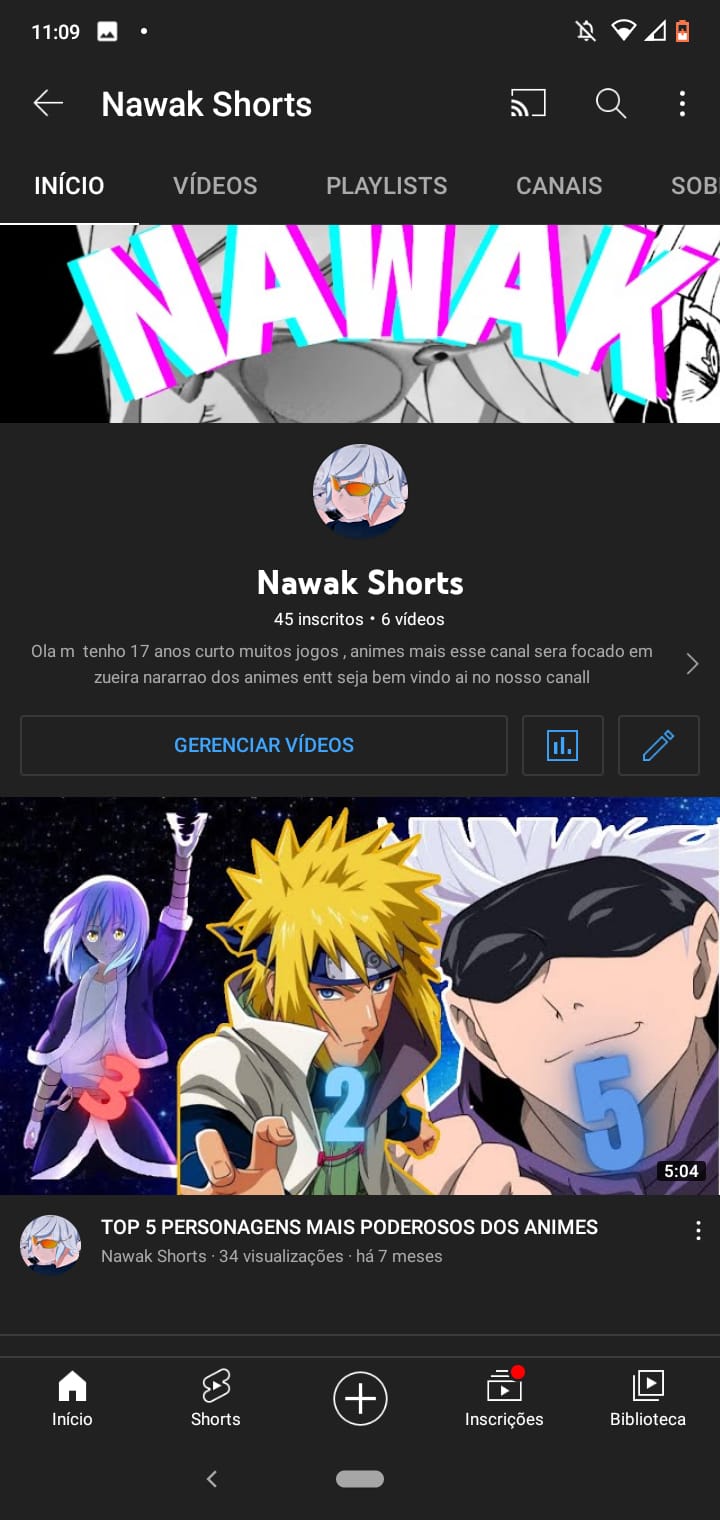 11:09
Nawak Shorts
INÍCIO VÍDEOS PLAYLISTS CANAIS SOB
NAWAK
Nawak Shorts
45 inscritos • 6 vídeos
Ola m tenho 17 anos curto muitos jogos , animes mais esse canal sera focado em
zueira nararrao dos animes entt seja bem vindo ai no nosso canall
GERENCIAR VÍDEOS
3 2 5
5:04
TOP 5 PERSONAGENS MAIS PODEROSOS DOS ANIMES
Nawak Shorts · 34 visualizações · há 7 meses
Início Shorts Inscrições Biblioteca